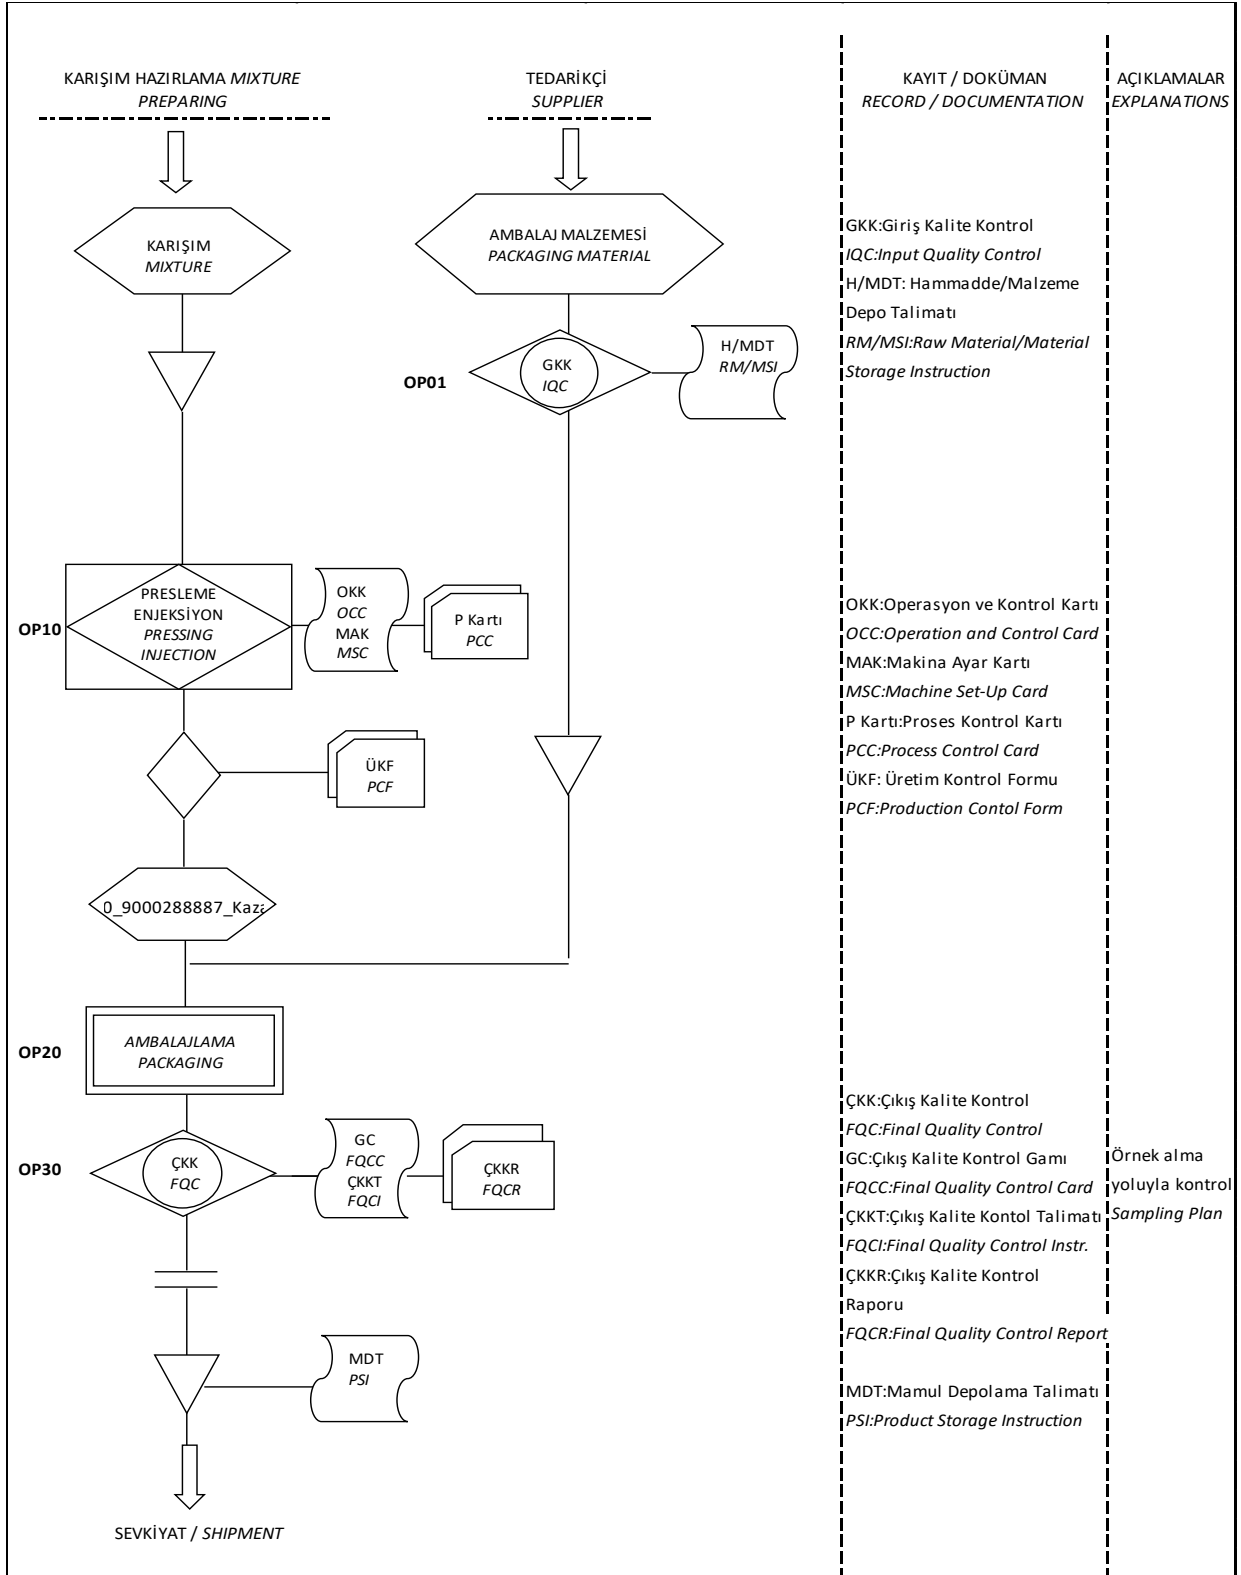 KARIŞIM HAZIRLAMA MIXTURE
PREPARING
TEDARİKÇİ
SUPPLIER
KAYIT / DOKÜMAN
RECORD / DOCUMENTATION
AÇIKLAMALAR
EXPLANATIONS
KARIŞIM
MIXTURE
AMBALAJ MALZEMESİ
PACKAGING MATERIAL
GKK:Giriş Kalite Kontrol
IQC:Input Quality Control
H/MDT: Hammadde/Malzeme
Depo Talimatı
RM/MSI:Raw Material/Material
Storage Instruction
OP01
GKK
IQC
H/MDT
RM/MSI
OP10
PRESLEME
ENJEKSİYON
PRESSING
INJECTION
OKK
OCC
MAK
MSC
P Kartı
PCC
OKK:Operasyon ve Kontrol Kartı
OCC:Operation and Control Card
MAK:Makina Ayar Kartı
MSC:Machine Set-Up Card
P Kartı:Proses Kontrol Kartı
PCC:Process Control Card
ÜKF: Üretim Kontrol Formu
PCF:Production Contol Form
ÜKF
PCF
0_9000288887_Kaza
OP20
AMBALAJLAMA
PACKAGING
OP30
ÇKK
FQC
GC
FQCC
ÇKKT
FQCI
ÇKKR
FQCR
ÇKK:Çıkış Kalite Kontrol
FQC:Final Quality Control
GC:Çıkış Kalite Kontrol Gamı
FQCC:Final Quality Control Card
ÇKKT:Çıkış Kalite Kontol Talimatı
FQCI:Final Quality Control Instr.
ÇKKR:Çıkış Kalite Kontrol
Raporu
FQCR:Final Quality Control Report
Örnek alma
yoluyla kontrol
Sampling Plan
MDT
PSI
MDT:Mamul Depolama Talimatı
PSI:Product Storage Instruction
SEVKİYAT / SHIPMENT